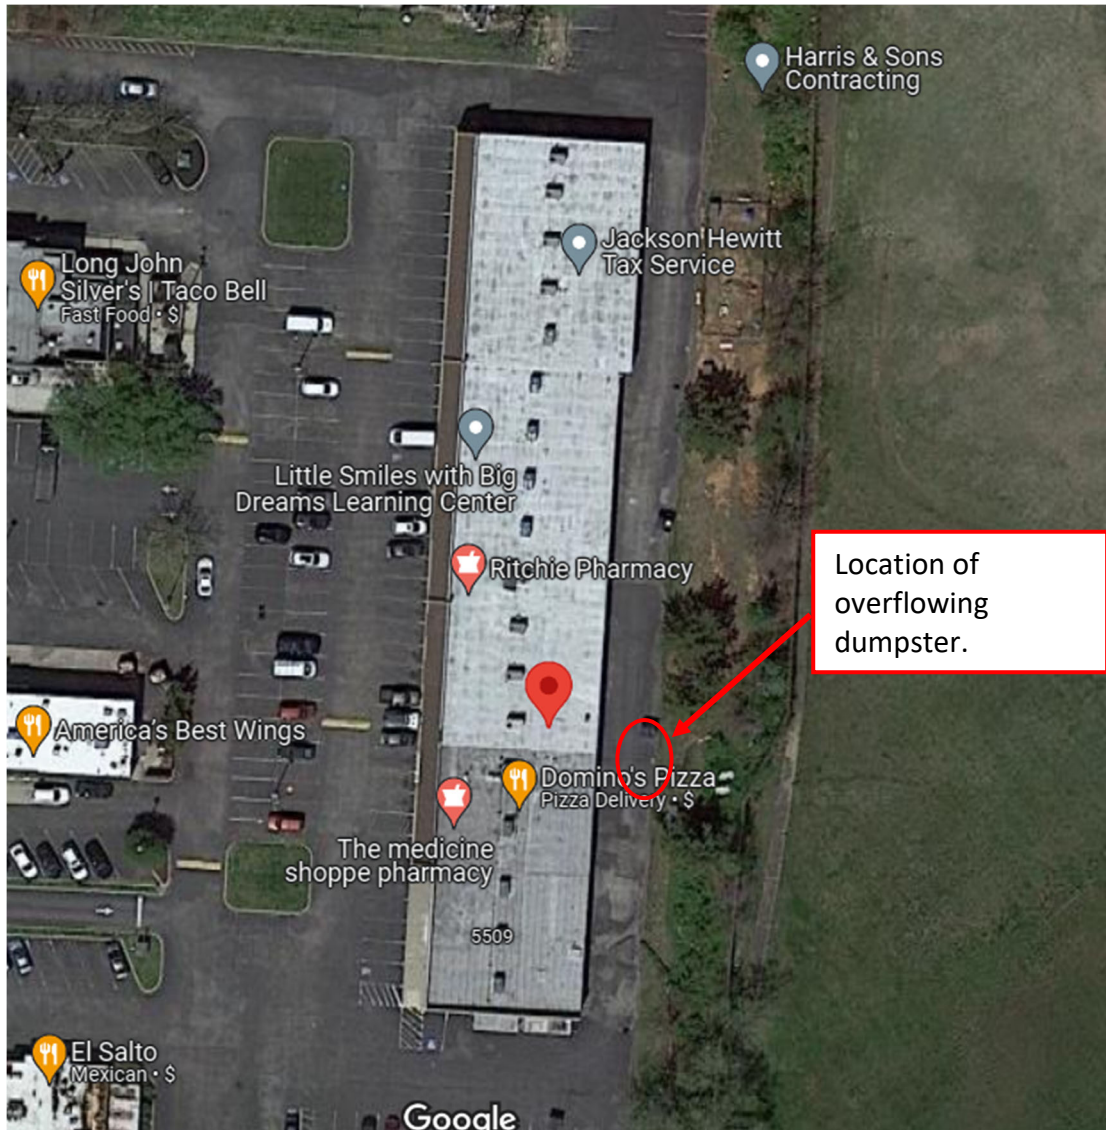 Harris & Sons
Contracting
Jackson Hewitt
Tax Service
Long John
Silver's | Taco Bell
Fast Food • $
Little Smiles with Big
Dreams Learning Center
Ritchie Pharmacy
Location of
overflowing
dumpster.
America's Best Wings
Domino's Pizza
Pizza Delivery • $
The medicine
shoppe pharmacy
5509
El Salto
Mexican • $
Google